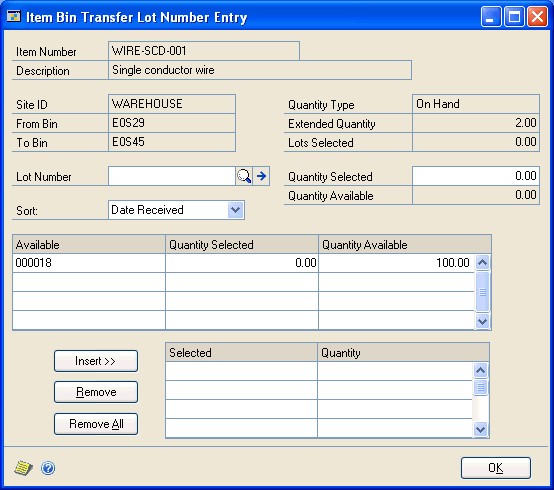 Item Bin Transfer Lot Number Entry
Item Number WIRE-SCD-001
Description Single conductor wire
Site ID WAREHOUSE Quantity Type On Hand
From Bin E0S29 Extended Quantity 2.00
To Bin E0S45 Lots Selected 0.00
Lot Number Quantity Selected 0.00
Quantity Available 0.00
Sort: Date Received
Available Quantity Selected Quantity Available
000018 0.00 100.00
Insert >> Selected Quantity
Remove
Remove All
OK